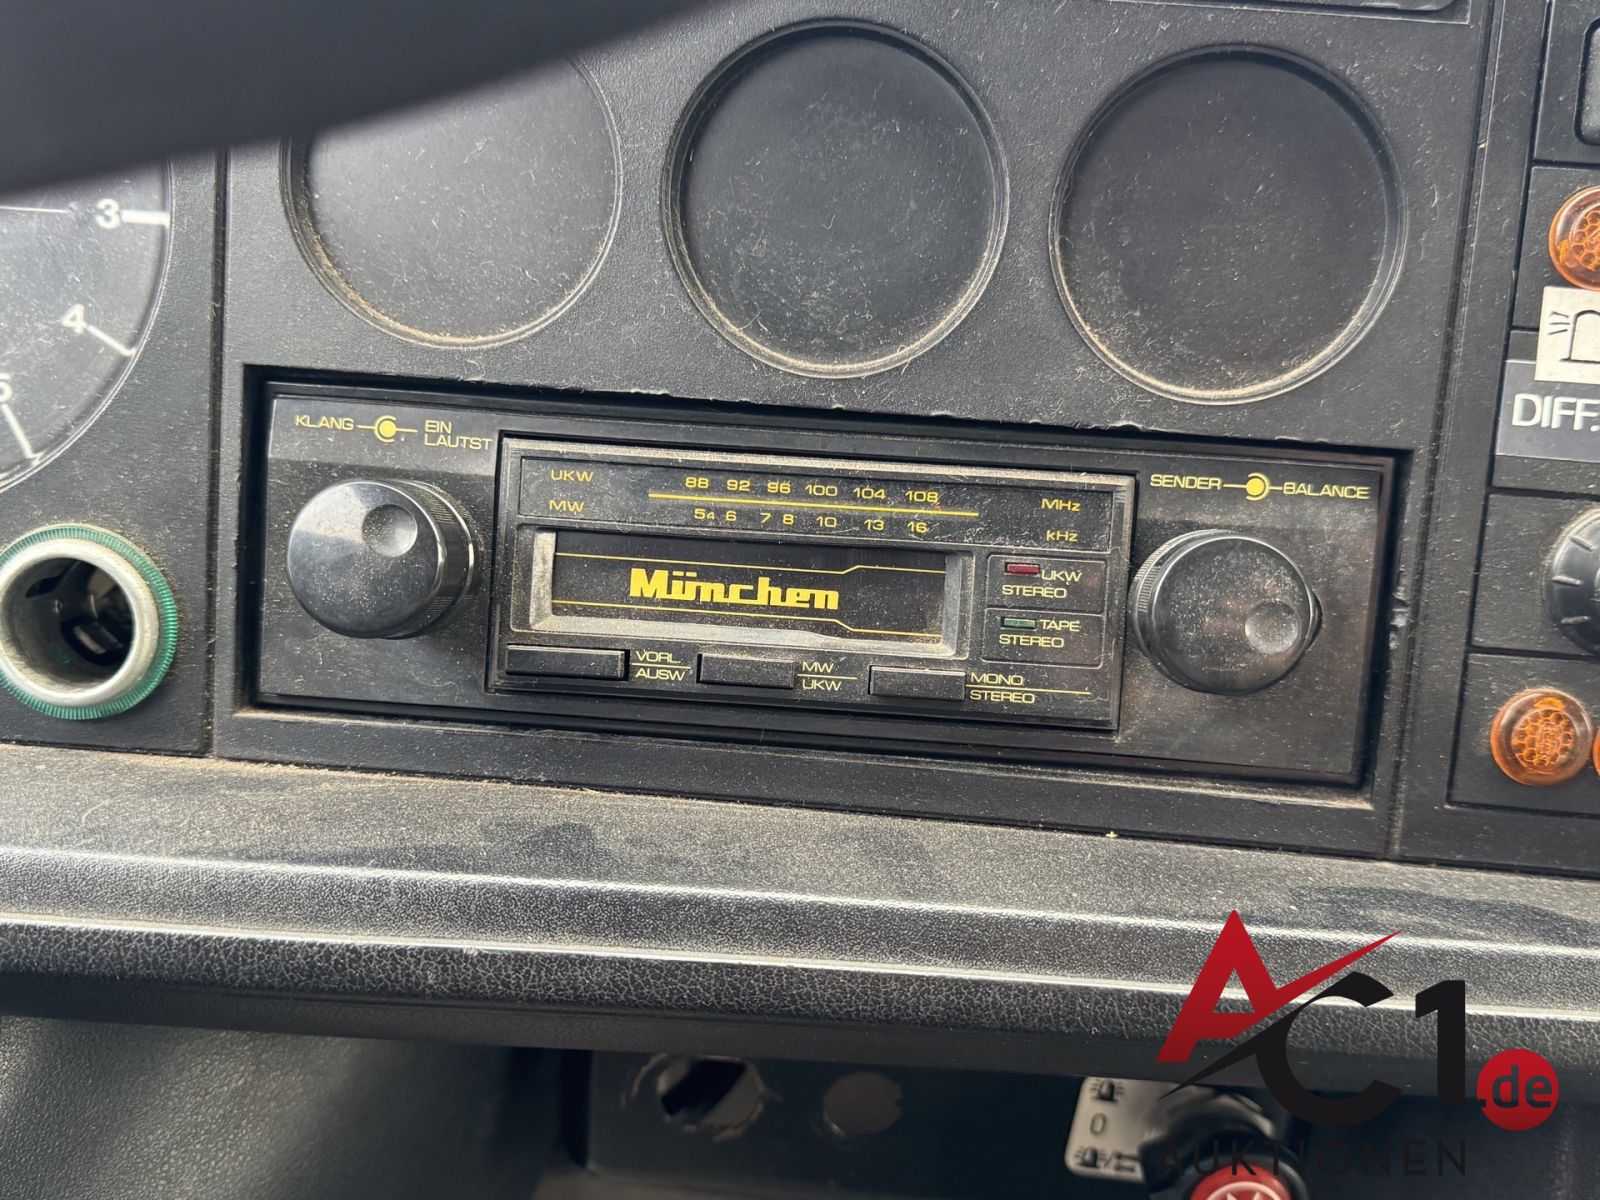 3
4
5
KLANG EIN
LAUTST
UKW 88 92 96 100 104 108 MHz
MW 54 6 7 8 10 13 16 kHz
SENDER BALANCE
München
UKW
STEREO
TAPE
STEREO
VORL
AUSW
MW
UKW
MONO
STEREO
DIFF.
0
AC1.de
AUKTIONEN